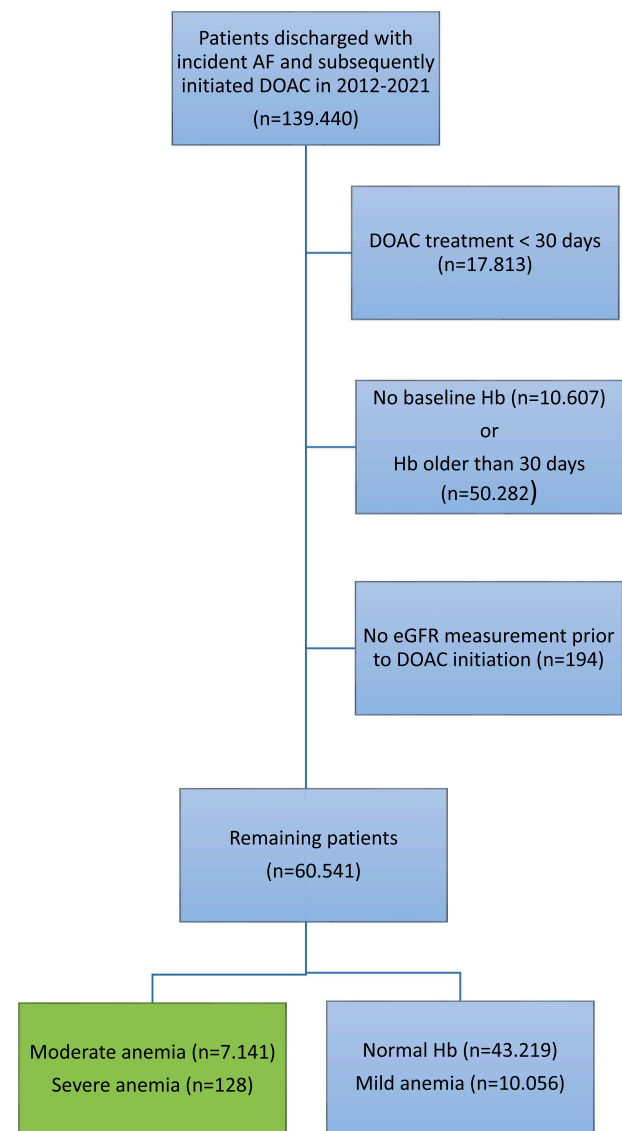 Patients discharged with
incident AF and subsequently
initiated DOAC in 2012-2021
(n=139.440)
DOAC treatment < 30 days
(n=17.813)
No baseline Hb (n=10.607)
or
Hb older than 30 days
(n=50.282)
No eGFR measurement prior
to DOAC initiation (n=194)
Remaining patients
(n=60.541)
Moderate anemia (n=7.141)
Severe anemia (n=128)
Normal Hb (n=43.219)
Mild anemia (n=10.056)